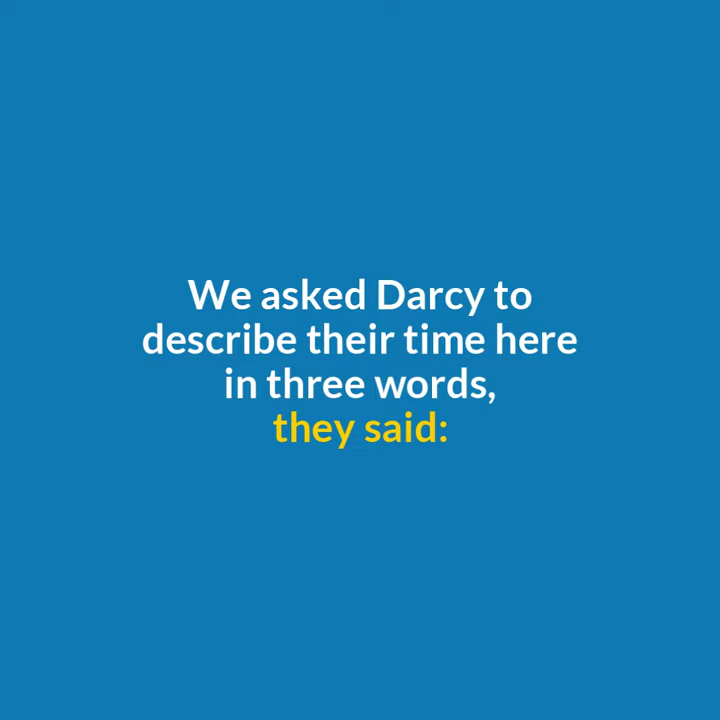 We asked Darcy to
describe their time here
in three words,
they said: